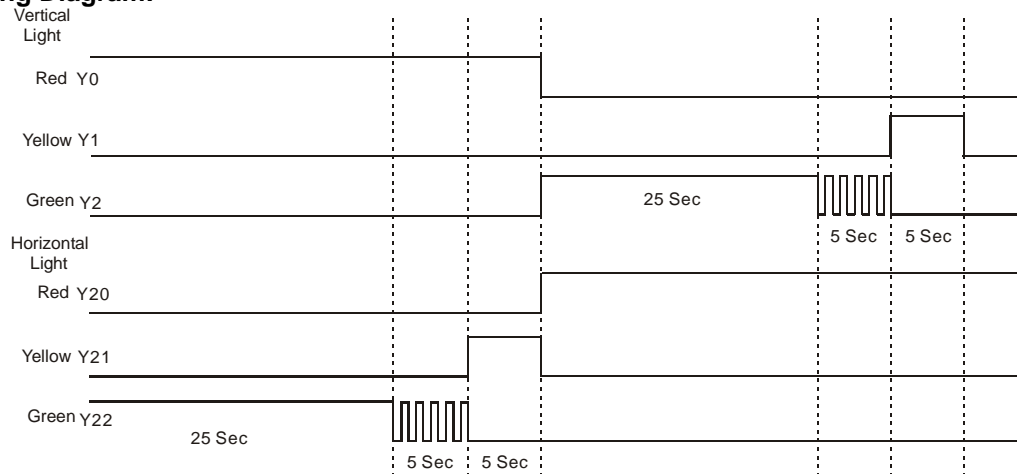 Vertical
Light
Red Y0
Yellow Y1
Green Y2
25 Sec
5 Sec 5 Sec
Horizontal
Light
Red Y20
Yellow Y21
Green Y22
25 Sec
5 Sec 5 Sec